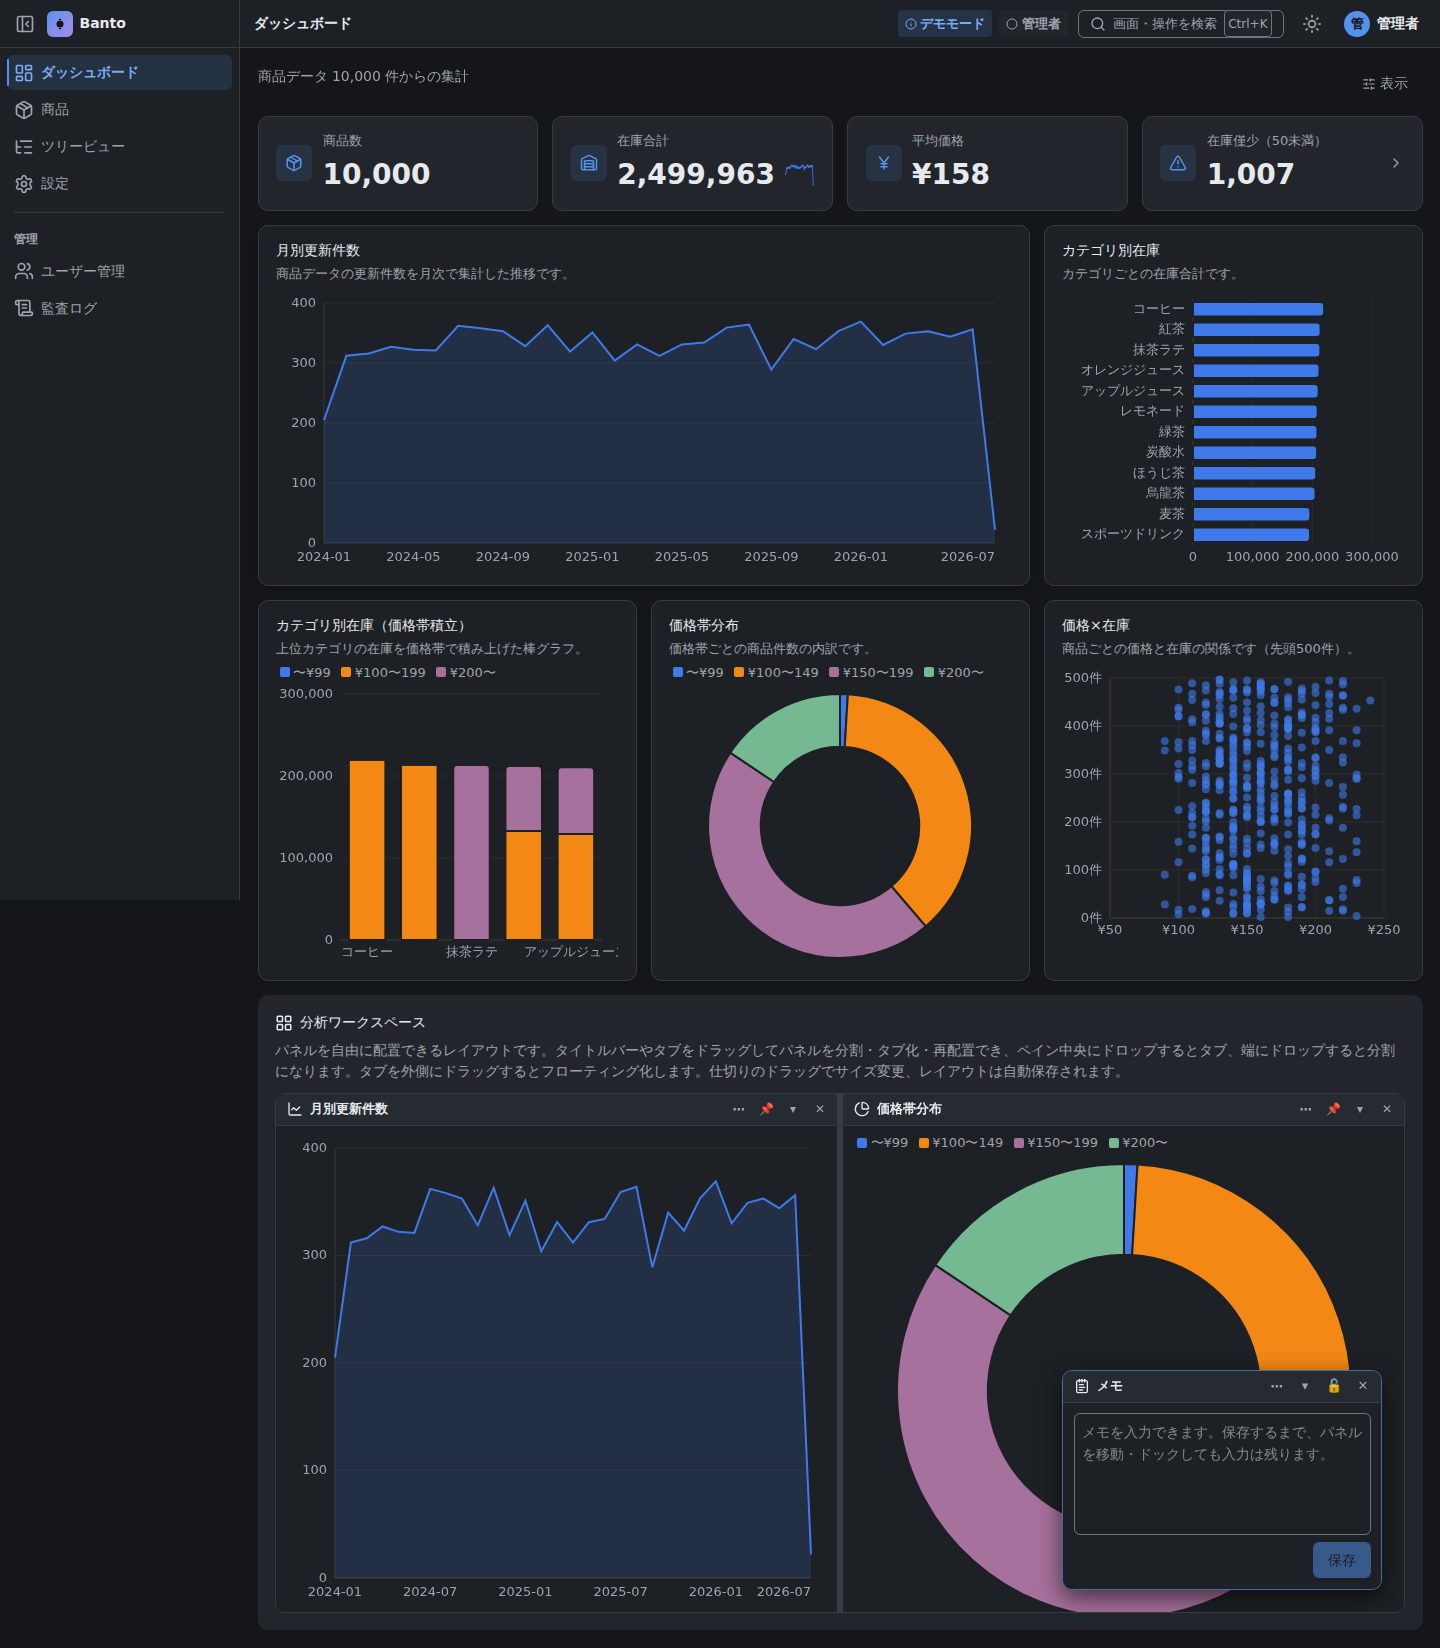 Banto
ダッシュボード
商品
ツリービュー
設定
管理
ユーザー管理
監査ログ
ダッシュボード
デモモード
管理者
画面・操作を検索 Ctrl+K
管 管理者
商品データ 10,000 件からの集計
表示
商品数
10,000
在庫合計
2,499,963
平均価格
¥158
在庫僅少（50未満）
1,007
月別更新件数
商品データの更新件数を月次で集計した推移です。
400
300
200
100
0
2024-01 2024-05 2024-09 2025-01 2025-05 2025-09 2026-01 2026-07
カテゴリ別在庫
カテゴリごとの在庫合計です。
コーヒー
紅茶
抹茶ラテ
オレンジジュース
アップルジュース
レモネード
緑茶
炭酸水
ほうじ茶
烏龍茶
麦茶
スポーツドリンク
0 100,000 200,000 300,000
カテゴリ別在庫（価格帯積立）
上位カテゴリの在庫を価格帯で積み上げた棒グラフ。
〜¥99 ¥100〜199 ¥200〜
300,000
200,000
100,000
0
コーヒー 抹茶ラテ アップルジュース
価格帯分布
価格帯ごとの商品件数の内訳です。
〜¥99 ¥100〜149 ¥150〜199 ¥200〜
価格×在庫
商品ごとの価格と在庫の関係です（先頭500件）。
500件
400件
300件
200件
100件
0件
¥50 ¥100 ¥150 ¥200 ¥250
分析ワークスペース
パネルを自由に配置できるレイアウトです。タイトルバーやタブをドラッグしてパネルを分割・タブ化・再配置でき、ペイン中央にドロップするとタブ、端にドロップすると分割
になります。タブを外側にドラッグするとフローティング化します。仕切りのドラッグでサイズ変更、レイアウトは自動保存されます。
月別更新件数
400
300
200
100
0
2024-01 2024-07 2025-01 2025-07 2026-01 2026-07
価格帯分布
〜¥99 ¥100〜149 ¥150〜199 ¥200〜
メモ
メモを入力できます。保存するまで、パネル
を移動・ドックしても入力は残ります。
保存